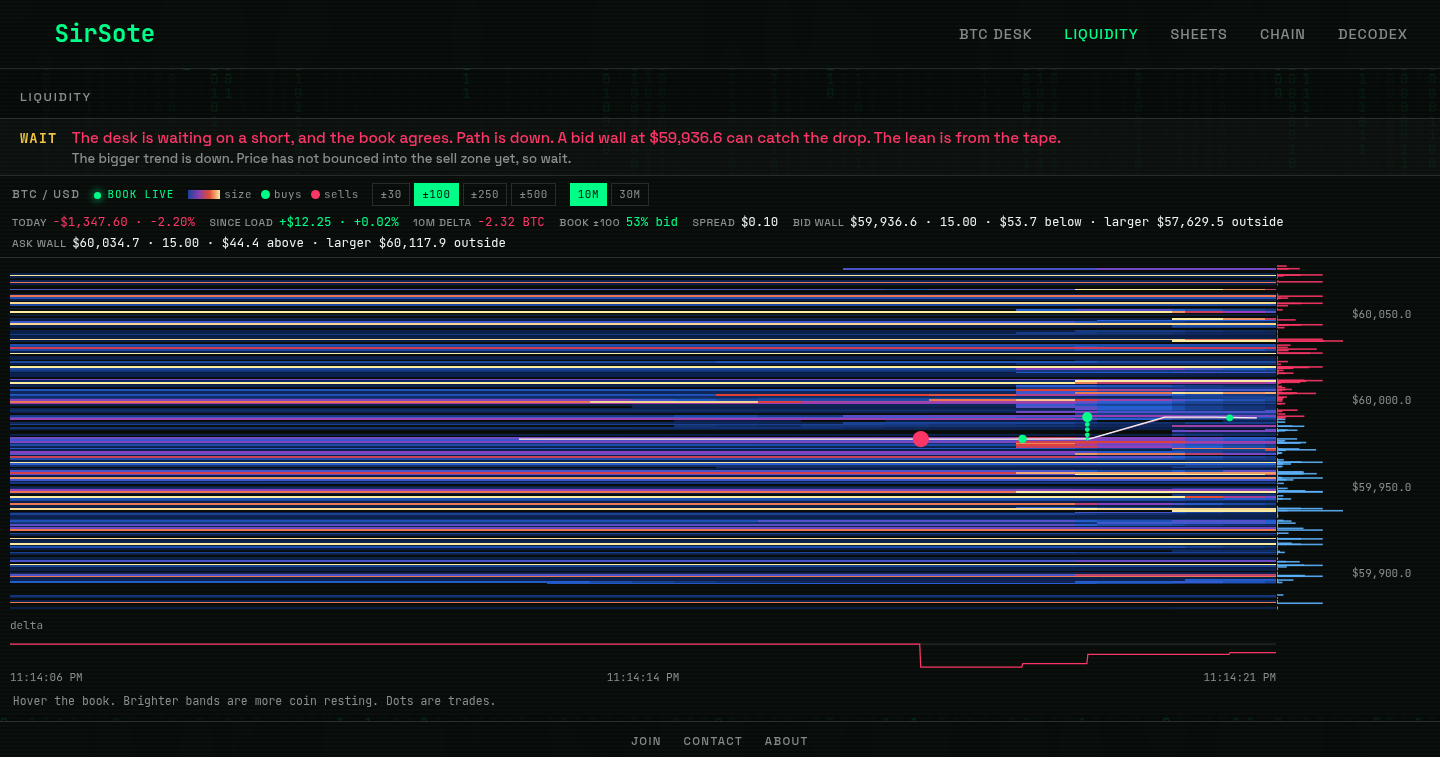 SirSote
BTC DESK LIQUIDITY SHEETS CHAIN DECODEX
LIQUIDITY
WAIT The desk is waiting on a short, and the book agrees. Path is down. A bid wall at $59,936.6 can catch the drop. The lean is from the tape.
The bigger trend is down. Price has not bounced into the sell zone yet, so wait.
BTC / USD BOOK LIVE size buys sells ±30 ±100 ±250 ±500 10M 30M
TODAY -$1,347.60 · -2.20% SINCE LOAD +$12.25 · +0.02% 10M DELTA -2.32 BTC BOOK ±100 53% bid SPREAD $0.10 BID WALL $59,936.6 · 15.00 · $53.7 below · larger $57,629.5 outside
ASK WALL $60,034.7 · 15.00 · $44.4 above · larger $60,117.9 outside
$60,050.0
$60,000.0
$59,950.0
$59,900.0
delta
11:14:06 PM 11:14:14 PM 11:14:21 PM
Hover the book. Brighter bands are more coin resting. Dots are trades.
JOIN CONTACT ABOUT